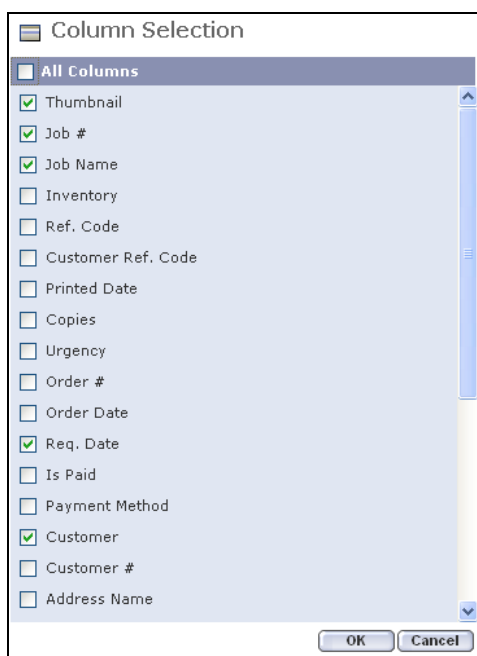 Column Selection
All Columns
Thumbnail
Job #
Job Name
Inventory
Ref. Code
Customer Ref. Code
Printed Date
Copies
Urgency
Order #
Order Date
Req. Date
Is Paid
Payment Method
Customer
Customer #
Address Name
OK Cancel